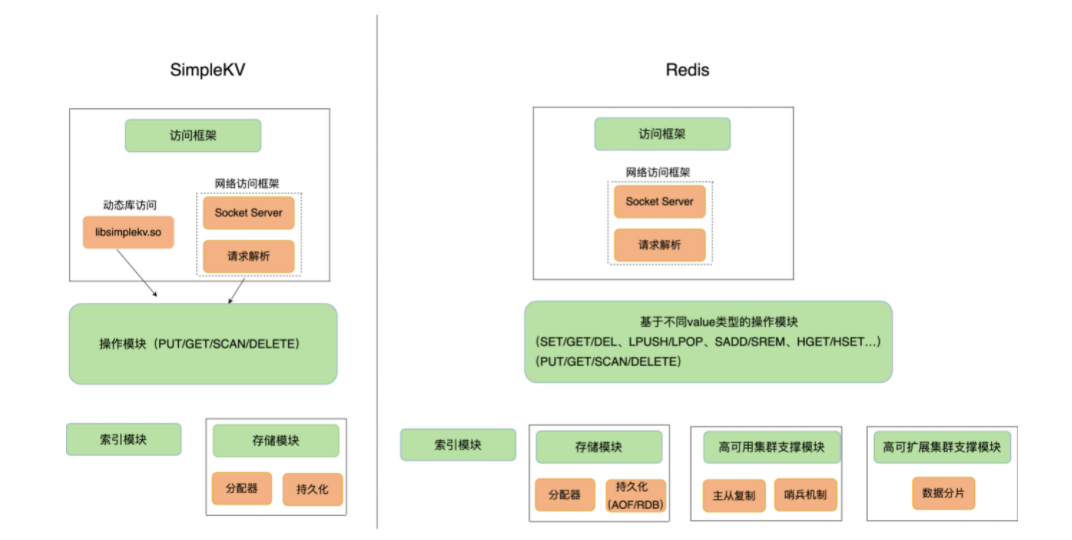 SimpleKV
访问框架
网络访问框架
动态库访问
Socket Server
libsimplekv.so
请求解析
操作模块（PUT/GET/SCAN/DELETE）
索引模块
存储模块
分配器
持久化
Redis
访问框架
网络访问框架
Socket Server
请求解析
基于不同value类型的操作模块
（SET/GET/DEL、LPUSH/LPOP、SADD/SREM、HGET/HSET…）
（PUT/GET/SCAN/DELETE）
索引模块
存储模块
分配器
持久化
(AOF/RDB)
高可用集群支撑模块
主从复制
哨兵机制
高可扩展集群支撑模块
数据分片